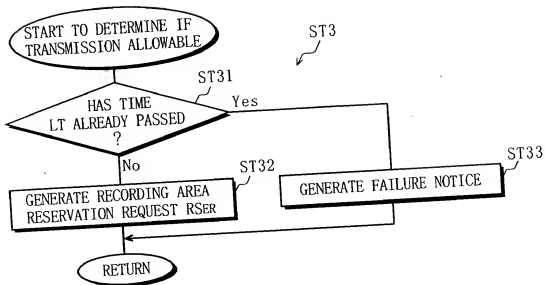 START TO DETERMINE IF
TRANSMISSION ALLOWABLE
ST3
ST31
HAS TIME
LT ALREADY PASSED
?
Yes
No
ST32
GENERATE RECORDING AREA
RESERVATION REQUEST RSER
ST33
GENERATE FAILURE NOTICE
RETURN